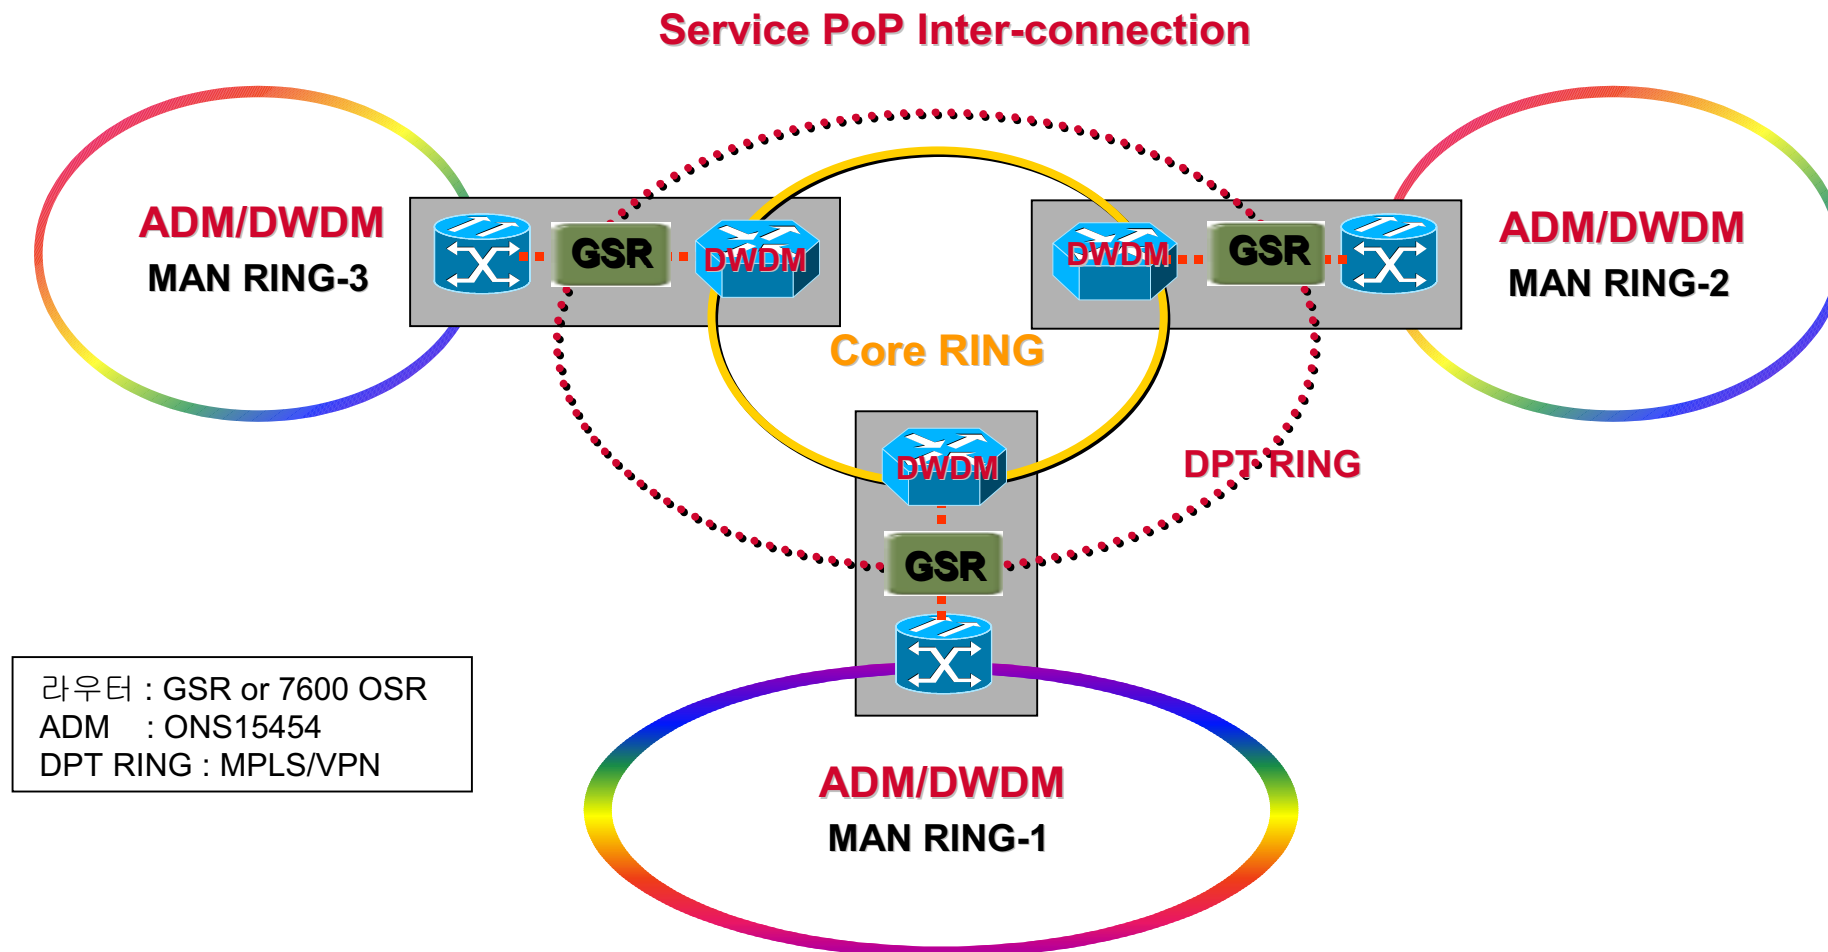 Service PoP Inter-connection
ADM/DWDM
MAN RING-3
GSR
DWDM
DWDM
GSR
ADM/DWDM
MAN RING-2
Core RING
DWDM
DPT RING
GSR
라우터 : GSR or 7600 OSR
ADM : ONS15454
DPT RING : MPLS/VPN
ADM/DWDM
MAN RING-1